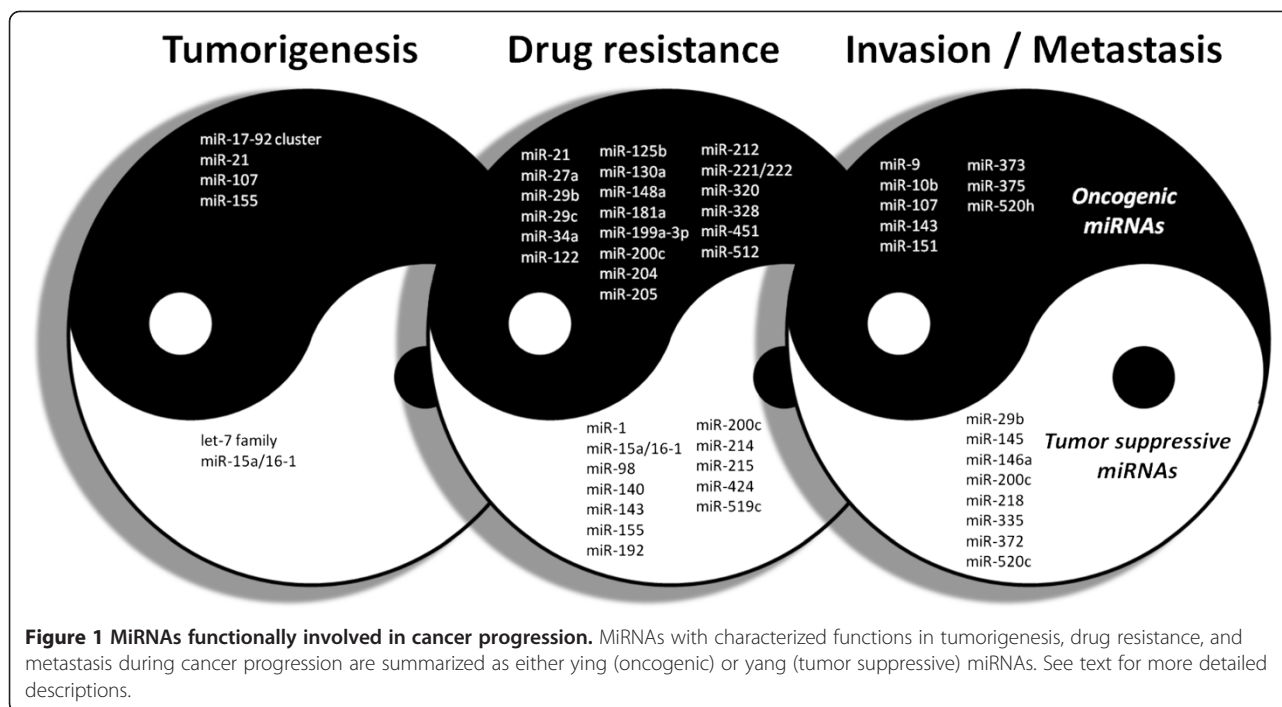 Tumorigenesis
Drug resistance
Invasion / Metastasis
miR-17-92 cluster
miR-21
miR-107
miR-155
let-7 family
miR-15a/16-1
miR-21
miR-27a
miR-29b
miR-29c
miR-34a
miR-122
miR-125b
miR-130a
miR-148a
miR-181a
miR-199a-3p
miR-200c
miR-204
miR-205
miR-212
miR-221/222
miR-320
miR-328
miR-451
miR-512
miR-1
miR-15a/16-1
miR-98
miR-140
miR-143
miR-155
miR-192
miR-200c
miR-214
miR-215
miR-424
miR-519c
miR-9
miR-10b
miR-107
miR-143
miR-151
miR-373
miR-375
miR-520h
Oncogenic
miRNAs
miR-29b
miR-145
miR-146a
miR-200c
miR-218
miR-335
miR-372
miR-520c
Tumor suppressive
miRNAs
Figure 1 MiRNAs functionally involved in cancer progression. MiRNAs with characterized functions in tumorigenesis, drug resistance, and
metastasis during cancer progression are summarized as either ying (oncogenic) or yang (tumor suppressive) miRNAs. See text for more detailed
descriptions.